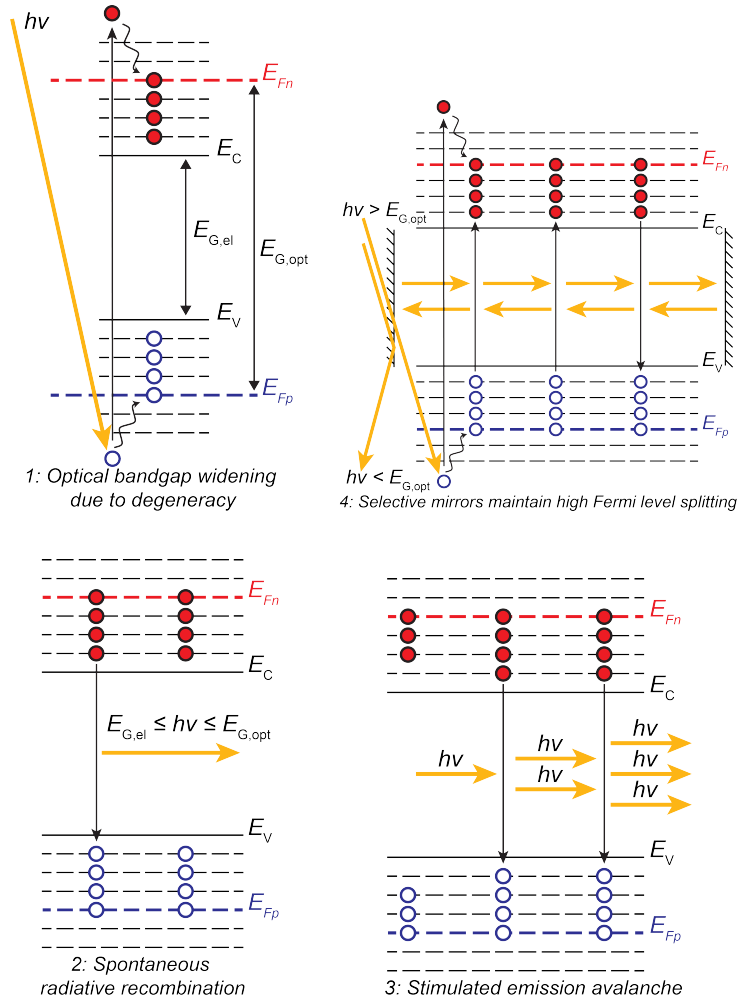 hν
E_Fn
E_C
E_G,el
E_G,opt
E_V
E_Fp
1: Optical bandgap widening
due to degeneracy
E_Fn
hν > E_G,opt
E_C
E_V
E_Fp
hν < E_G,opt
4: Selective mirrors maintain high Fermi level splitting
E_Fn
E_C
E_G,el ≤ hν ≤ E_G,opt
E_V
E_Fp
2: Spontaneous
radiative recombination
E_Fn
E_C
hν
hν
hν
hν
hν
hν
E_V
E_Fp
3: Stimulated emission avalanche